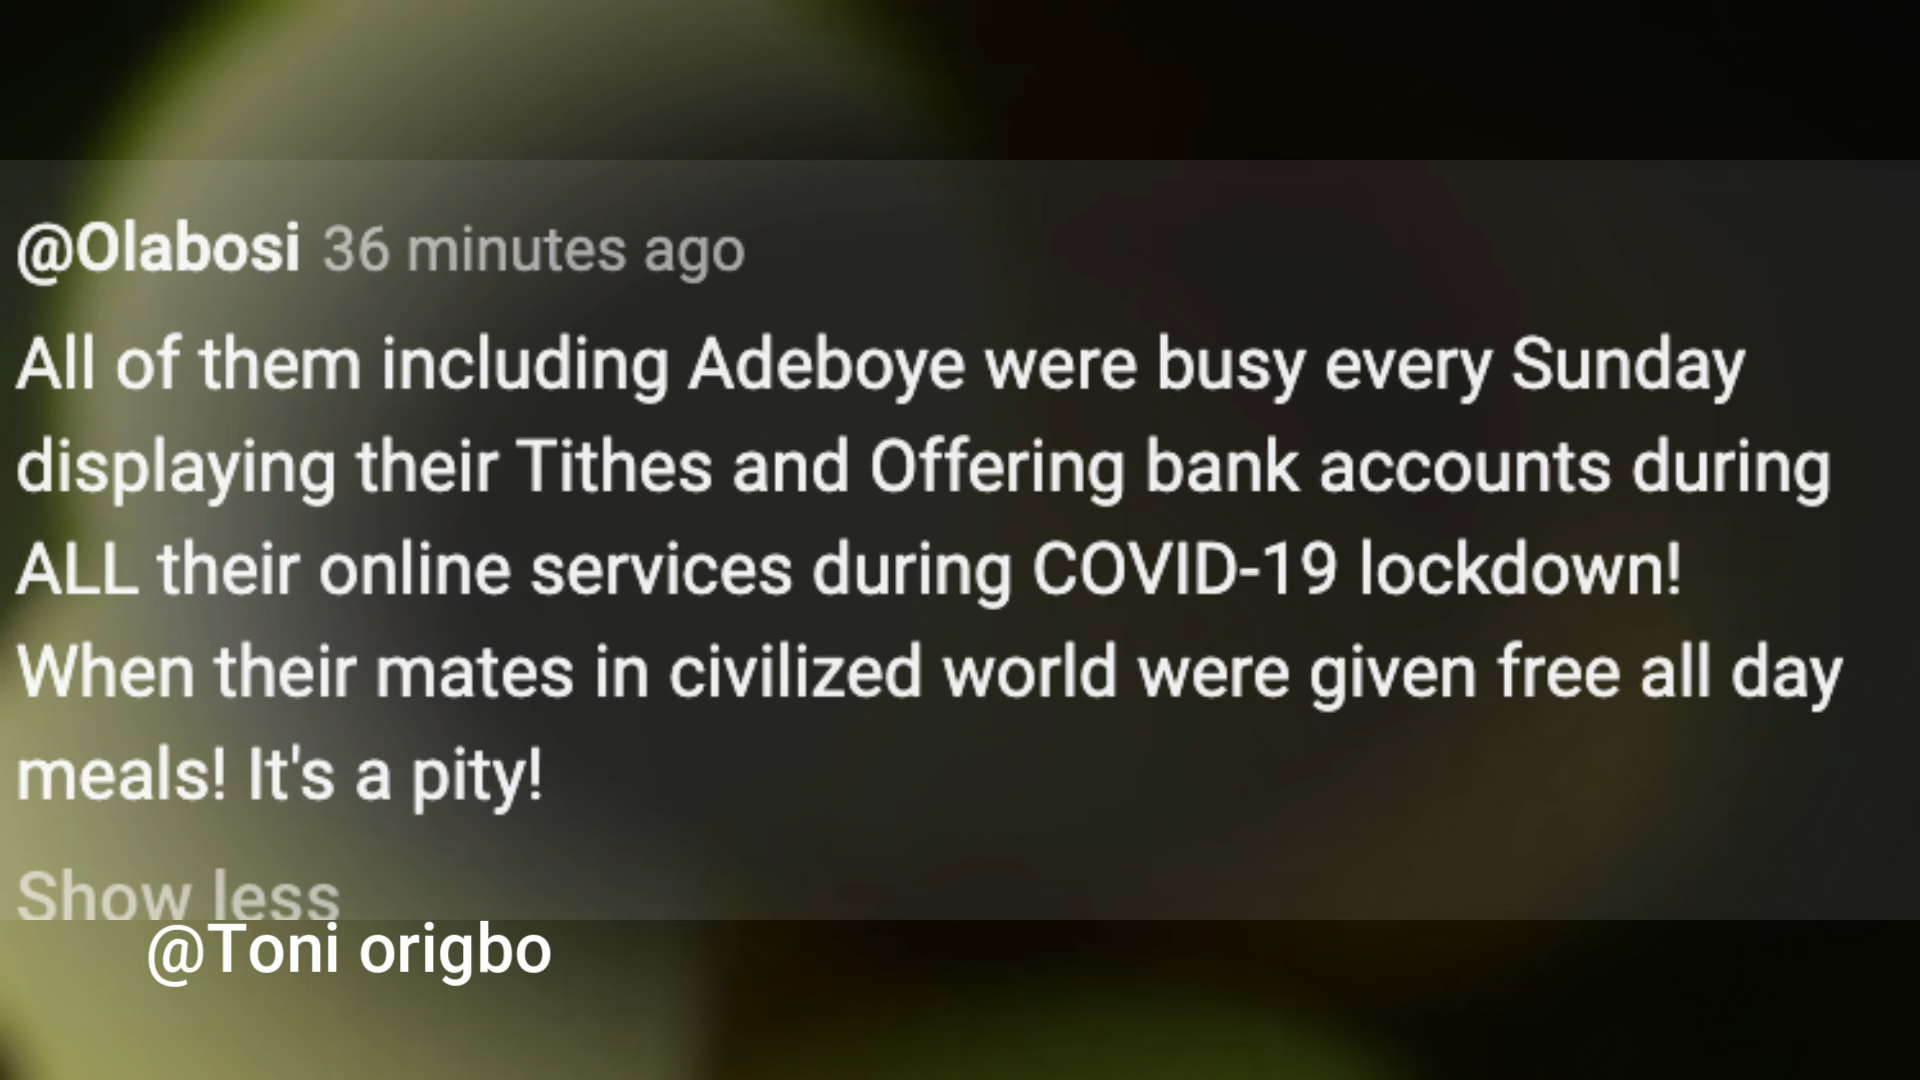 @Olabosi 36 minutes ago
All of them including Adeboye were busy every Sunday
displaying their Tithes and Offering bank accounts during
ALL their online services during COVID-19 lockdown!
When their mates in civilized world were given free all day
meals! It's a pity!
Show less
@Toni origbo